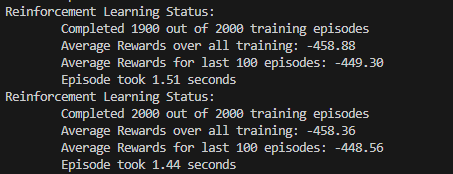 Reinforcement Learning Status:
Completed 1900 out of 2000 training episodes
Average Rewards over all training: -458.88
Average Rewards for last 100 episodes: -449.30
Episode took 1.51 seconds
Reinforcement Learning Status:
Completed 2000 out of 2000 training episodes
Average Rewards over all training: -458.36
Average Rewards for last 100 episodes: -448.56
Episode took 1.44 seconds